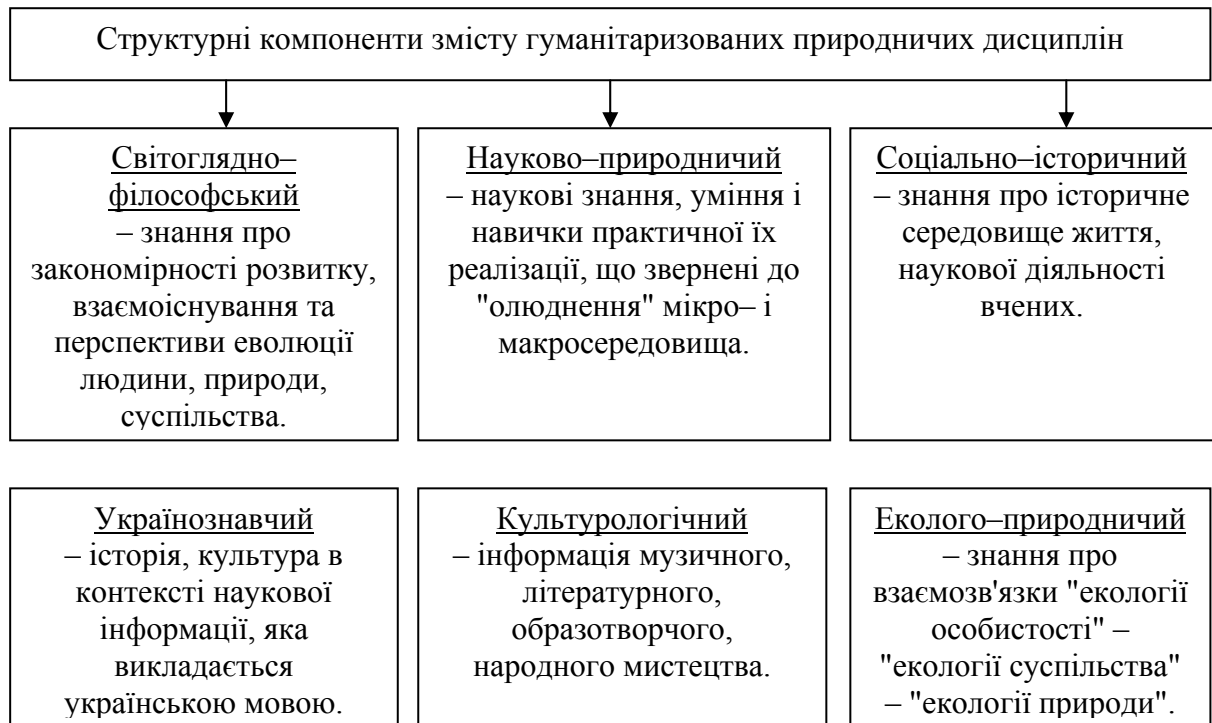 Структурні компоненти змісту гуманітаризованих природничих дисциплін
Світоглядно–
філософський
– знання про
закономірності розвитку,
взаємоіснування та
перспективи еволюції
людини, природи,
суспільства.
Науково–природничий
– наукові знання, уміння і
навички практичної їх
реалізації, що звернені до
"олюднення" мікро– і
макросередовища.
Соціально–історичний
– знання про історичне
середовище життя,
наукової діяльності
вчених.
Українознавчий
– історія, культура в
контексті наукової
інформації, яка
викладається
українською мовою.
Культурологічний
– інформація музичного,
літературного,
образотворчого,
народного мистецтва.
Еколого–природничий
– знання про
взаємозв'язки "екології
особистості" –
"екології суспільства"
– "екології природи".